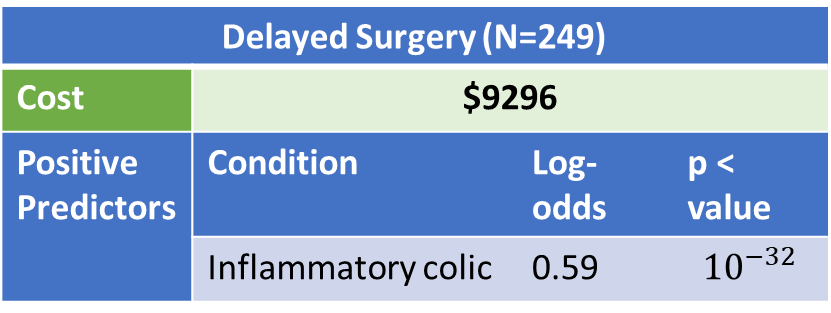 Delayed Surgery (N=249)
Cost $9296
Positive Predictors Condition Log-odds p < value
Inflammatory colic 0.59 10⁻³²